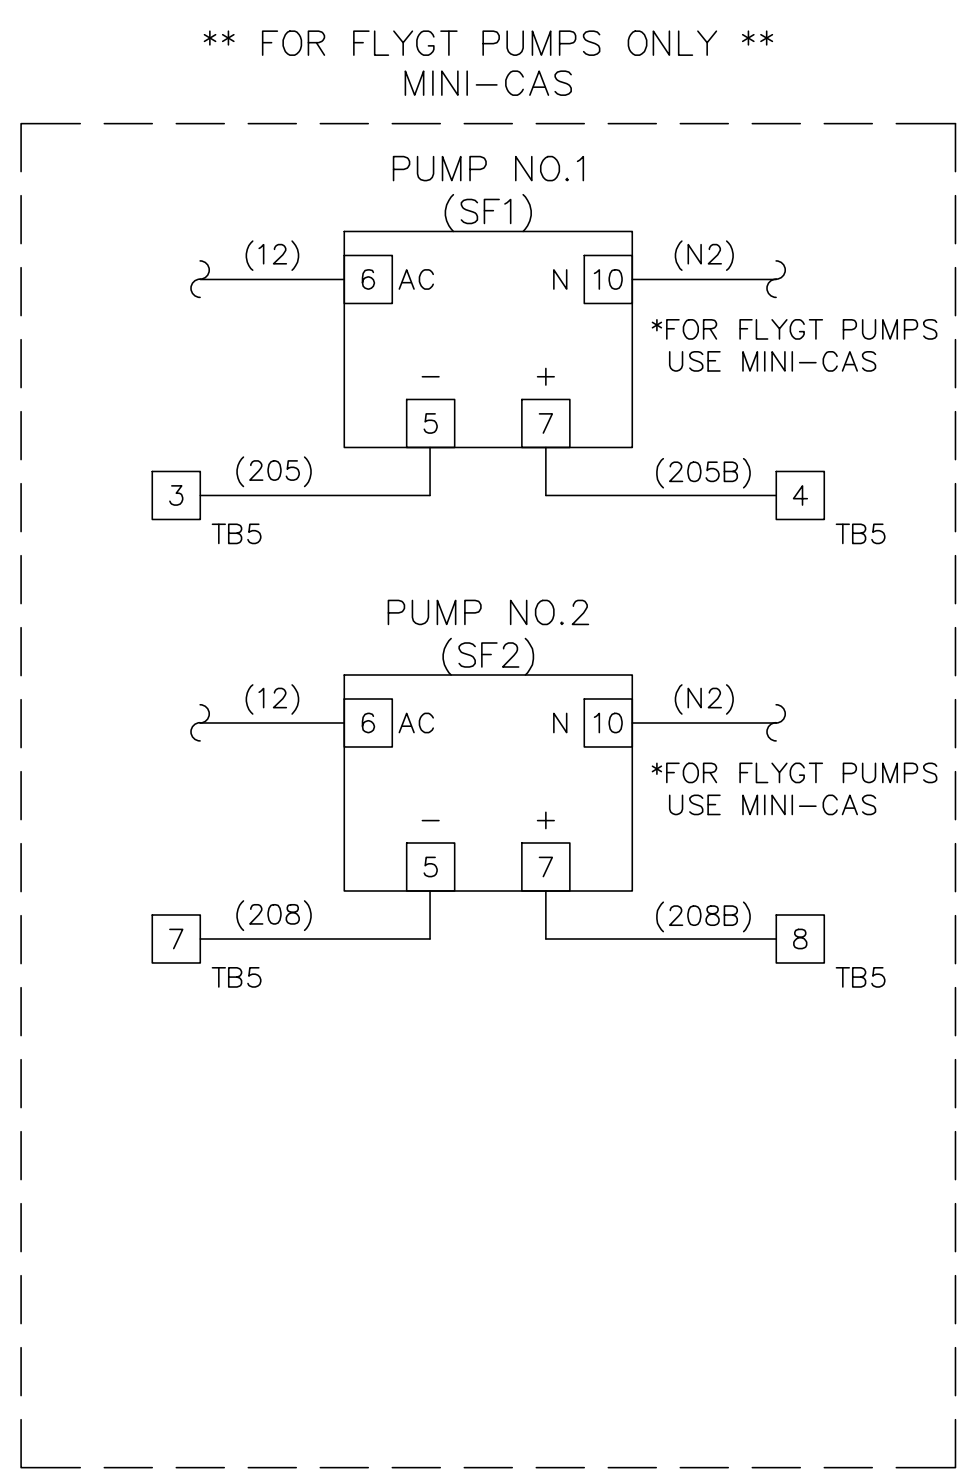 ** FOR FLYGT PUMPS ONLY **
MINI-CAS
PUMP NO.1
(SF1)
(12)
6 AC
N 10
(N2)
*FOR FLYGT PUMPS
USE MINI-CAS
- +
5 7
(205)
(205B)
3
4
TB5
TB5
PUMP NO.2
(SF2)
(12)
6 AC
N 10
(N2)
*FOR FLYGT PUMPS
USE MINI-CAS
- +
5 7
(208)
(208B)
7
8
TB5
TB5